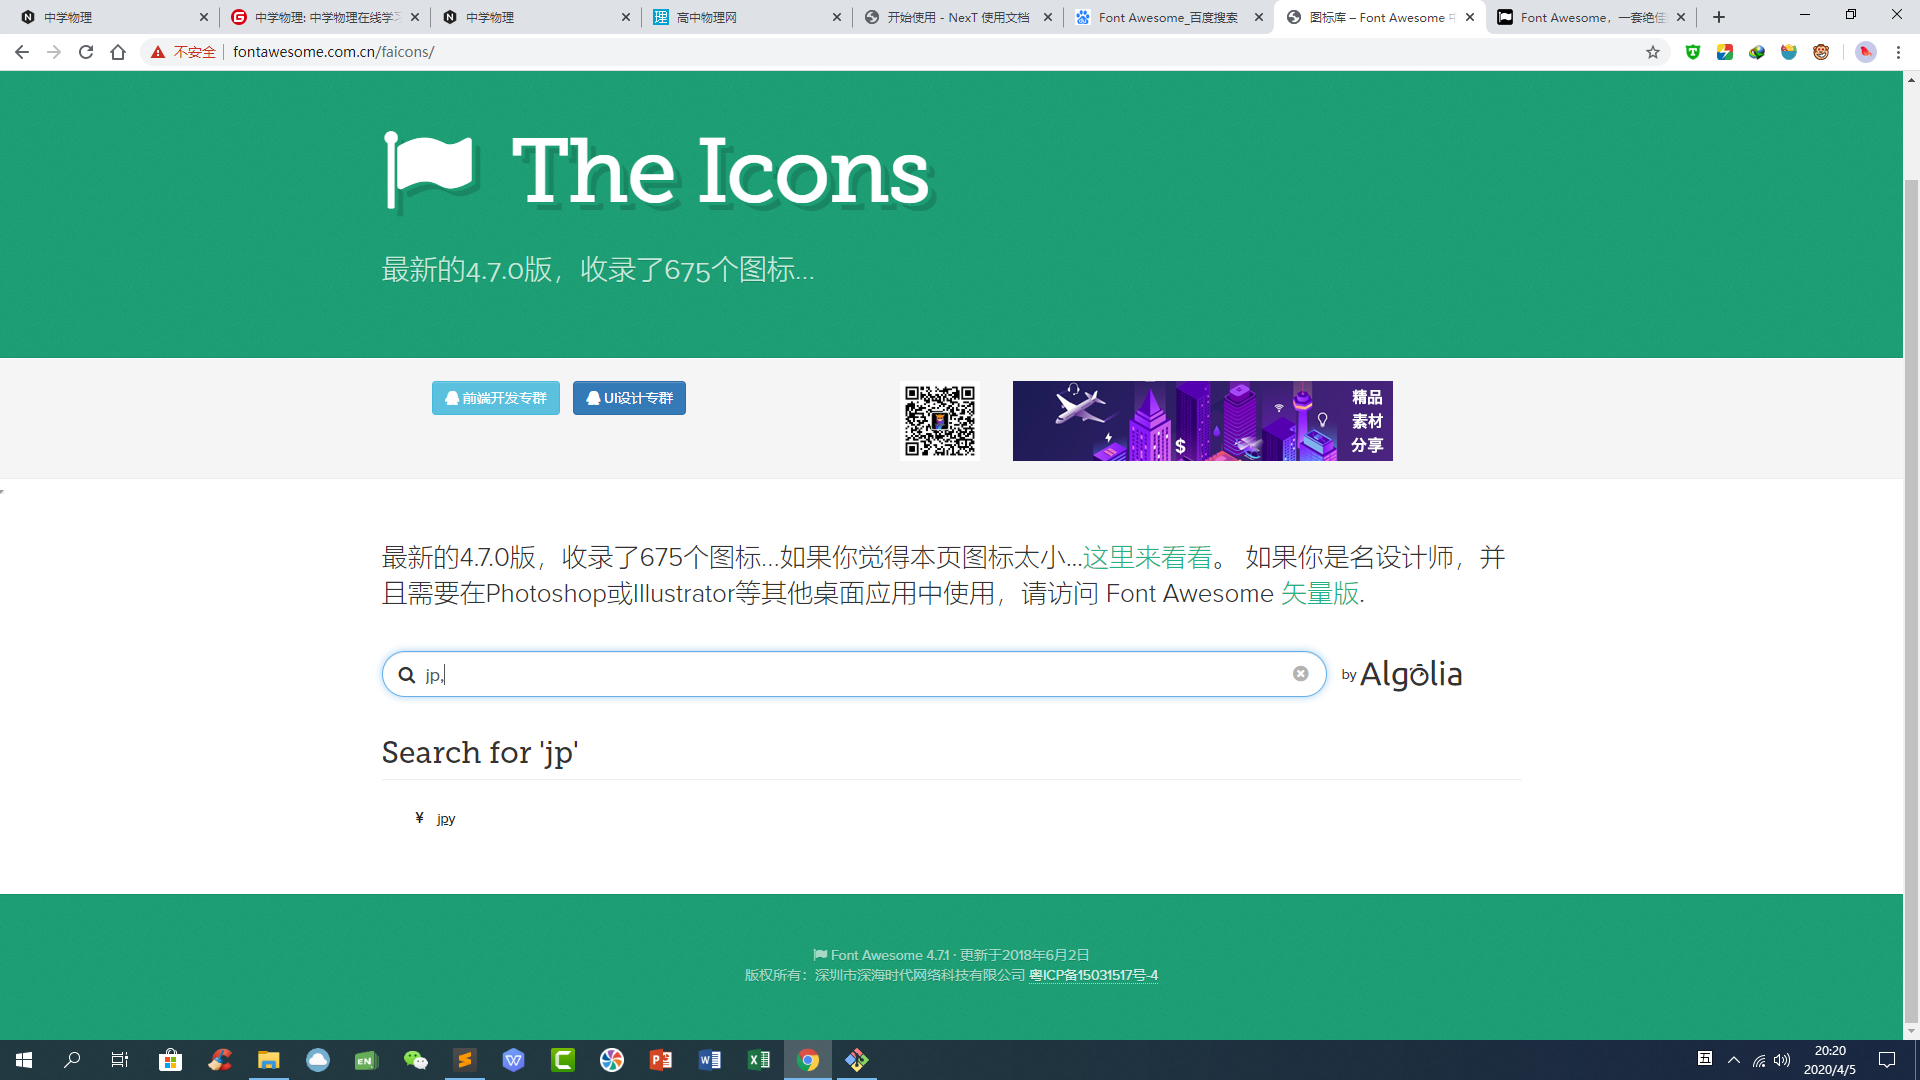 中学物理
中学物理: 中学物理在线学习
中学物理
高中物理网
开始使用 - NexT 使用文档
Font Awesome_百度搜索
图标库 – Font Awesome 中
Font Awesome，一套绝佳
不安全
fontawesome.com.cn/faicons/
The Icons
最新的4.7.0版，收录了675个图标...
前端开发专群
UI设计专群
精品
素材
分享
最新的4.7.0版，收录了675个图标...如果你觉得本页图标太小...这里来看看。 如果你是名设计师，并
且需要在Photoshop或Illustrator等其他桌面应用中使用，请访问 Font Awesome 矢量版.
jp,
by Algolia
Search for 'jp'
¥ jpy
Font Awesome 4.7.1 · 更新于2018年6月2日
版权所有：深圳市深海时代网络科技有限公司 粤ICP备15031517号-4
五
20:20
2020/4/5